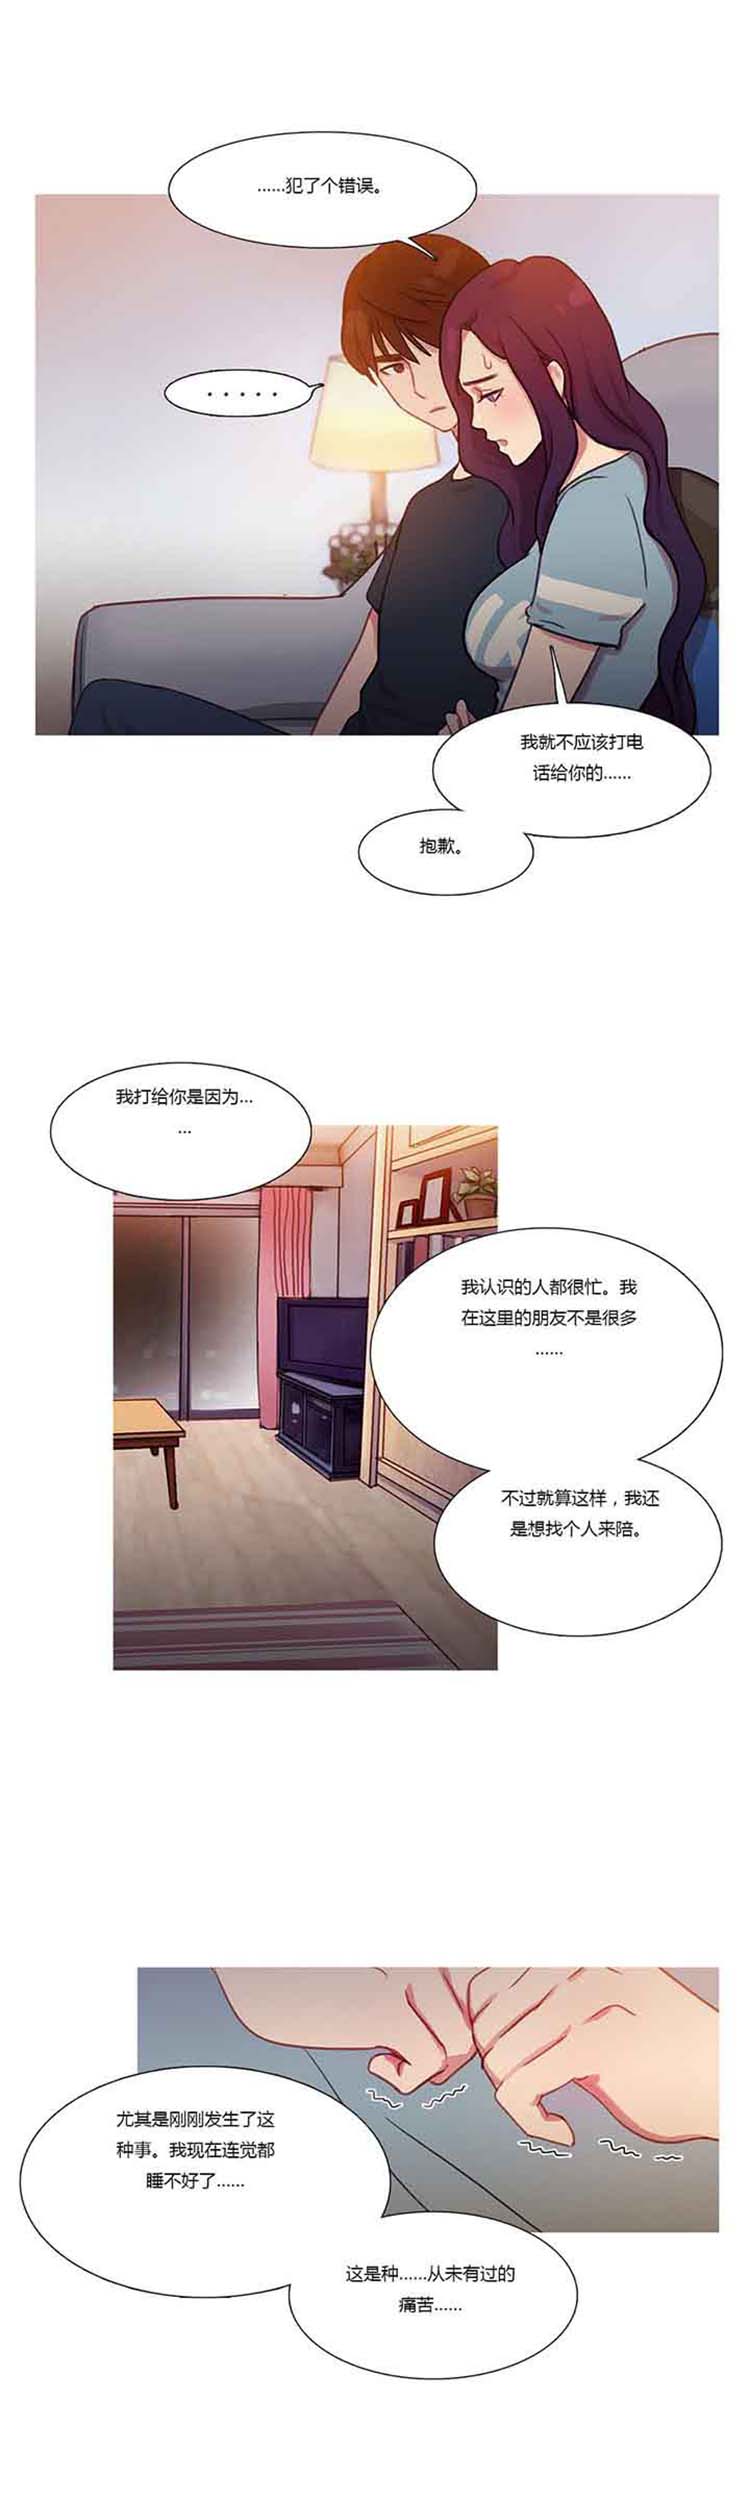 ……犯了个错误。
·····
我就不应该打电
话给你的……
抱歉。
我打给你是因为…
…
我认识的人都很忙。我
在这里的朋友不是很多
……
不过就算这样，我还
是想找个人来陪。
尤其是刚刚发生了这
种事。我现在连觉都
睡不好了……
这是种……从未有过的
痛苦……